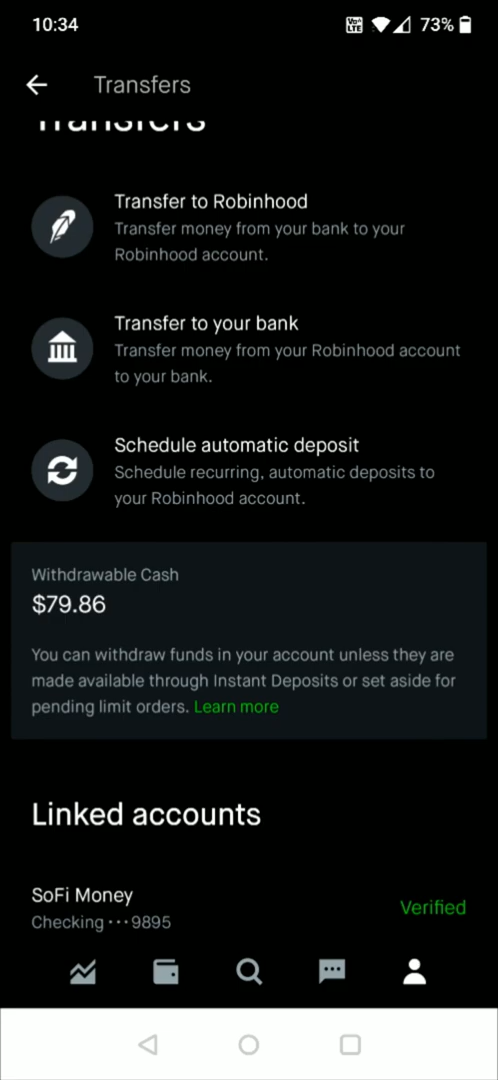 10:34
Vo LTE
73%
Transfers
Transfers
Transfer to Robinhood
Transfer money from your bank to your
Robinhood account.
Transfer to your bank
Transfer money from your Robinhood account
to your bank.
Schedule automatic deposit
Schedule recurring, automatic deposits to
your Robinhood account.
Withdrawable Cash
$79.86
You can withdraw funds in your account unless they are
made available through Instant Deposits or set aside for
pending limit orders. Learn more
Linked accounts
SoFi Money
Verified
Checking •••9895